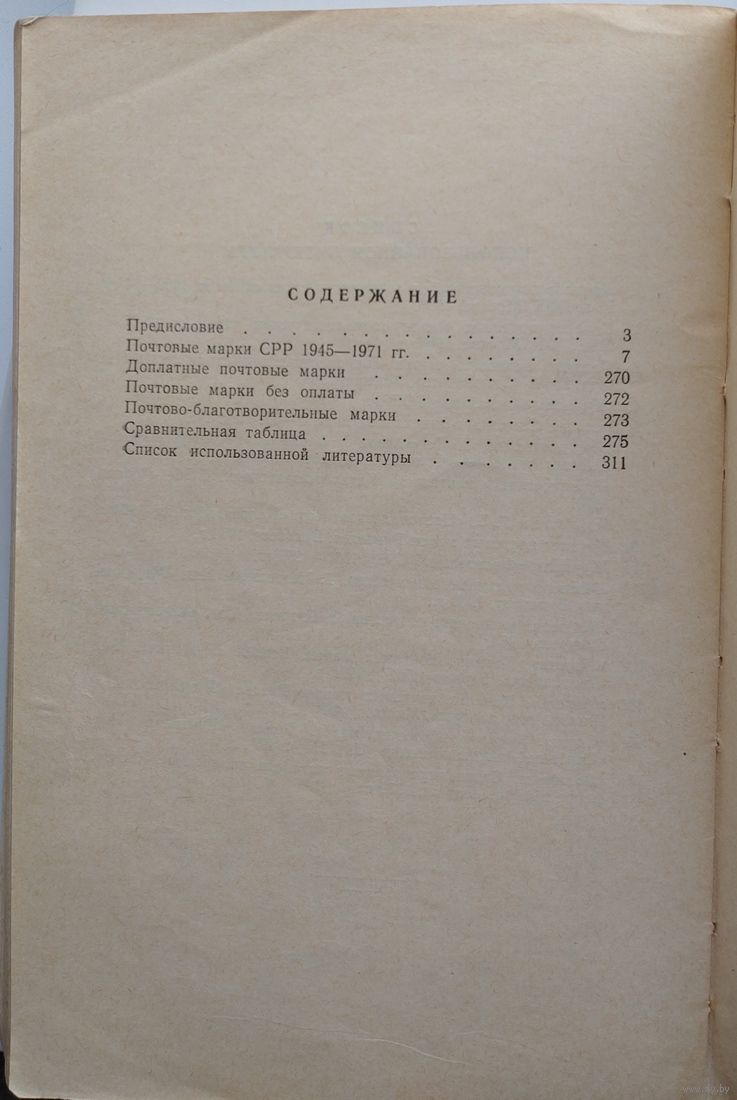 СОДЕРЖАНИЕ
Предисловие . . . . . . . . . . . . . . . 3
Почтовые марки СРР 1945—1971 гг. . . . . . . . . 7
Доплатные почтовые марки . . . . . . . . . . 270
Почтовые марки без оплаты . . . . . . . . . . 272
Почтово-благотворительные марки . . . . . . . . 273
Сравнительная таблица . . . . . . . . . . . . 275
Список использованной литературы . . . . . . . 311